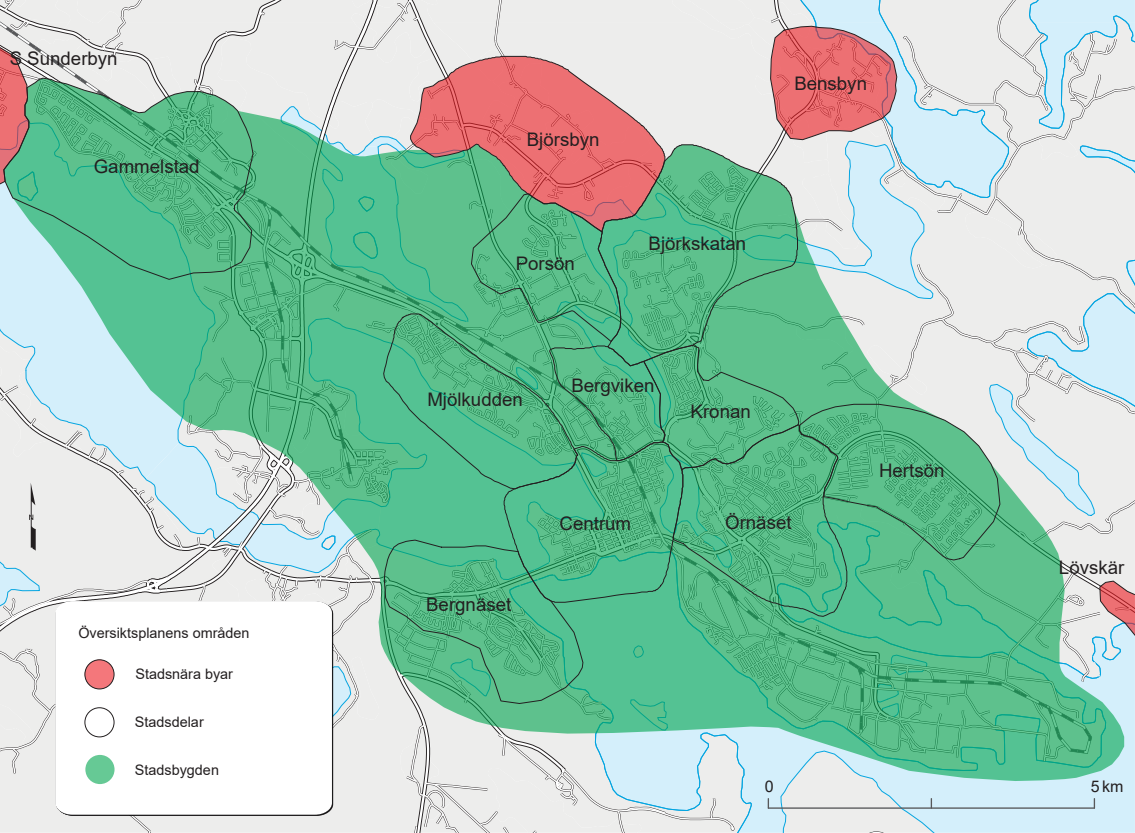 S Sunderbyn
Bensbyn
Björsbyn
Gammelstad
Björkskatan
Porsön
Bergviken
Mjölkudden
Kronan
Hertsön
Centrum
Örnäset
Lövskär
Bergnäset
N
Översiktsplanens områden
Stadsnära byar
Stadsdelar
Stadsbygden
0 5 km